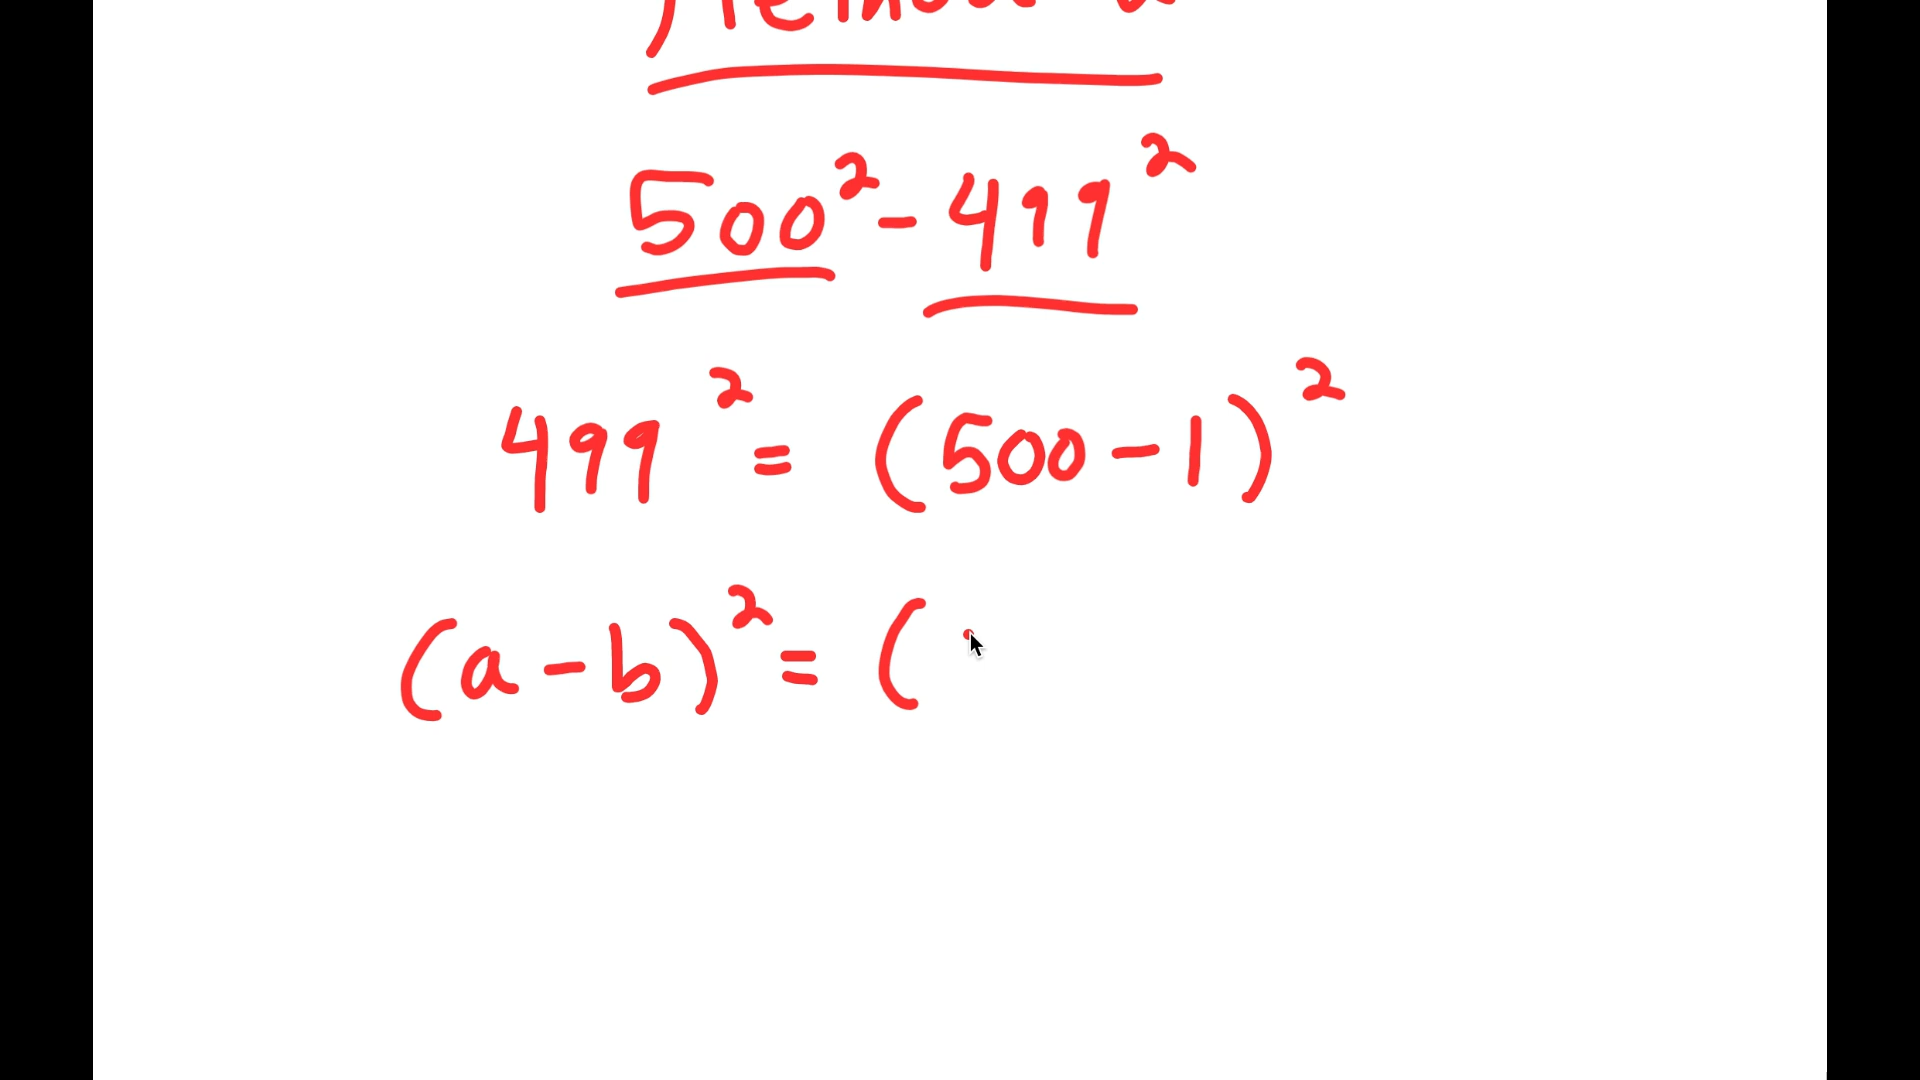 500² - 499²
499² = (500 - 1)²
(a - b)² = (